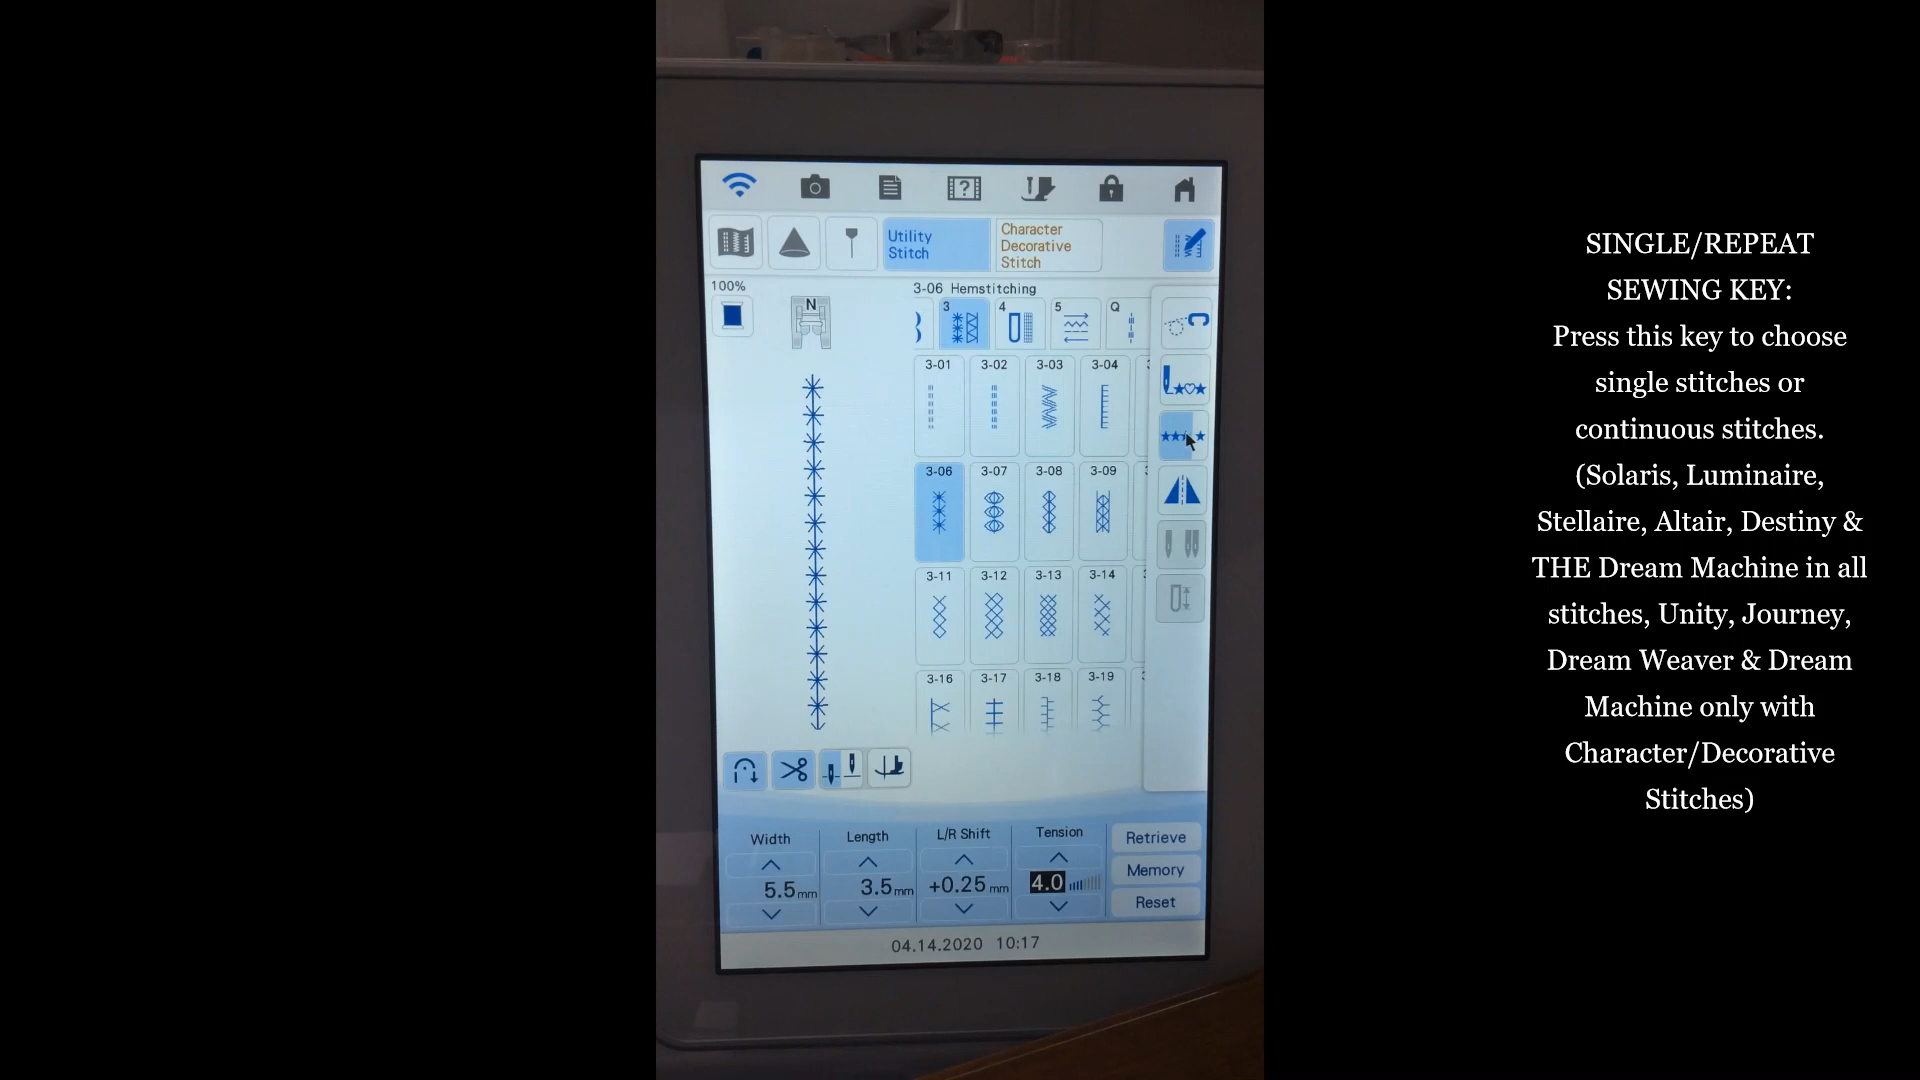 Utility
Stitch
Character
Decorative
Stitch
100%
N
3-06 Hemstitching
3
4
5
Q
3-01
3-02
3-03
3-04
3-06
3-07
3-08
3-09
3-11
3-12
3-13
3-14
3-16
3-17
3-18
3-19
Width
Length
L/R Shift
Tension
5.5mm
3.5mm
+0.25 mm
4.0
Retrieve
Memory
Reset
04.14.2020 10:17
SINGLE/REPEAT
SEWING KEY:
Press this key to choose
single stitches or
continuous stitches.
(Solaris, Luminaire,
Stellaire, Altair, Destiny &
THE Dream Machine in all
stitches, Unity, Journey,
Dream Weaver & Dream
Machine only with
Character/Decorative
Stitches)